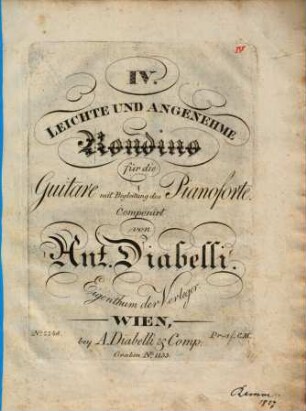 IV.
IV.
LEICHTE UND ANGENEHME
Rondino
für die
Guitare mit Begleitung des Pianoforte.
Componirt
von
Ant. Diabelli.
Eigenthum der Verleger.
WIEN,
bey A. Diabelli & Comp.
Graben No. 1133.